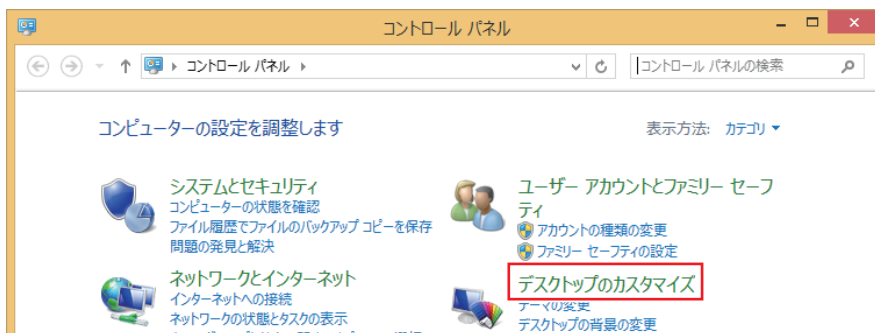 コントロール パネル
コントロール パネル
コントロール パネルの検索
コンピューターの設定を調整します
表示方法: カテゴリ
システムとセキュリティ
コンピューターの状態を確認
ファイル履歴でファイルのバックアップ コピーを保存
問題の発見と解決
ユーザー アカウントとファミリー セーフ
ティ
アカウントの種類の変更
ファミリー セーフティの設定
ネットワークとインターネット
インターネットへの接続
ネットワークの状態とタスクの表示
デスクトップのカスタマイズ
テーマの変更
デスクトップの背景の変更